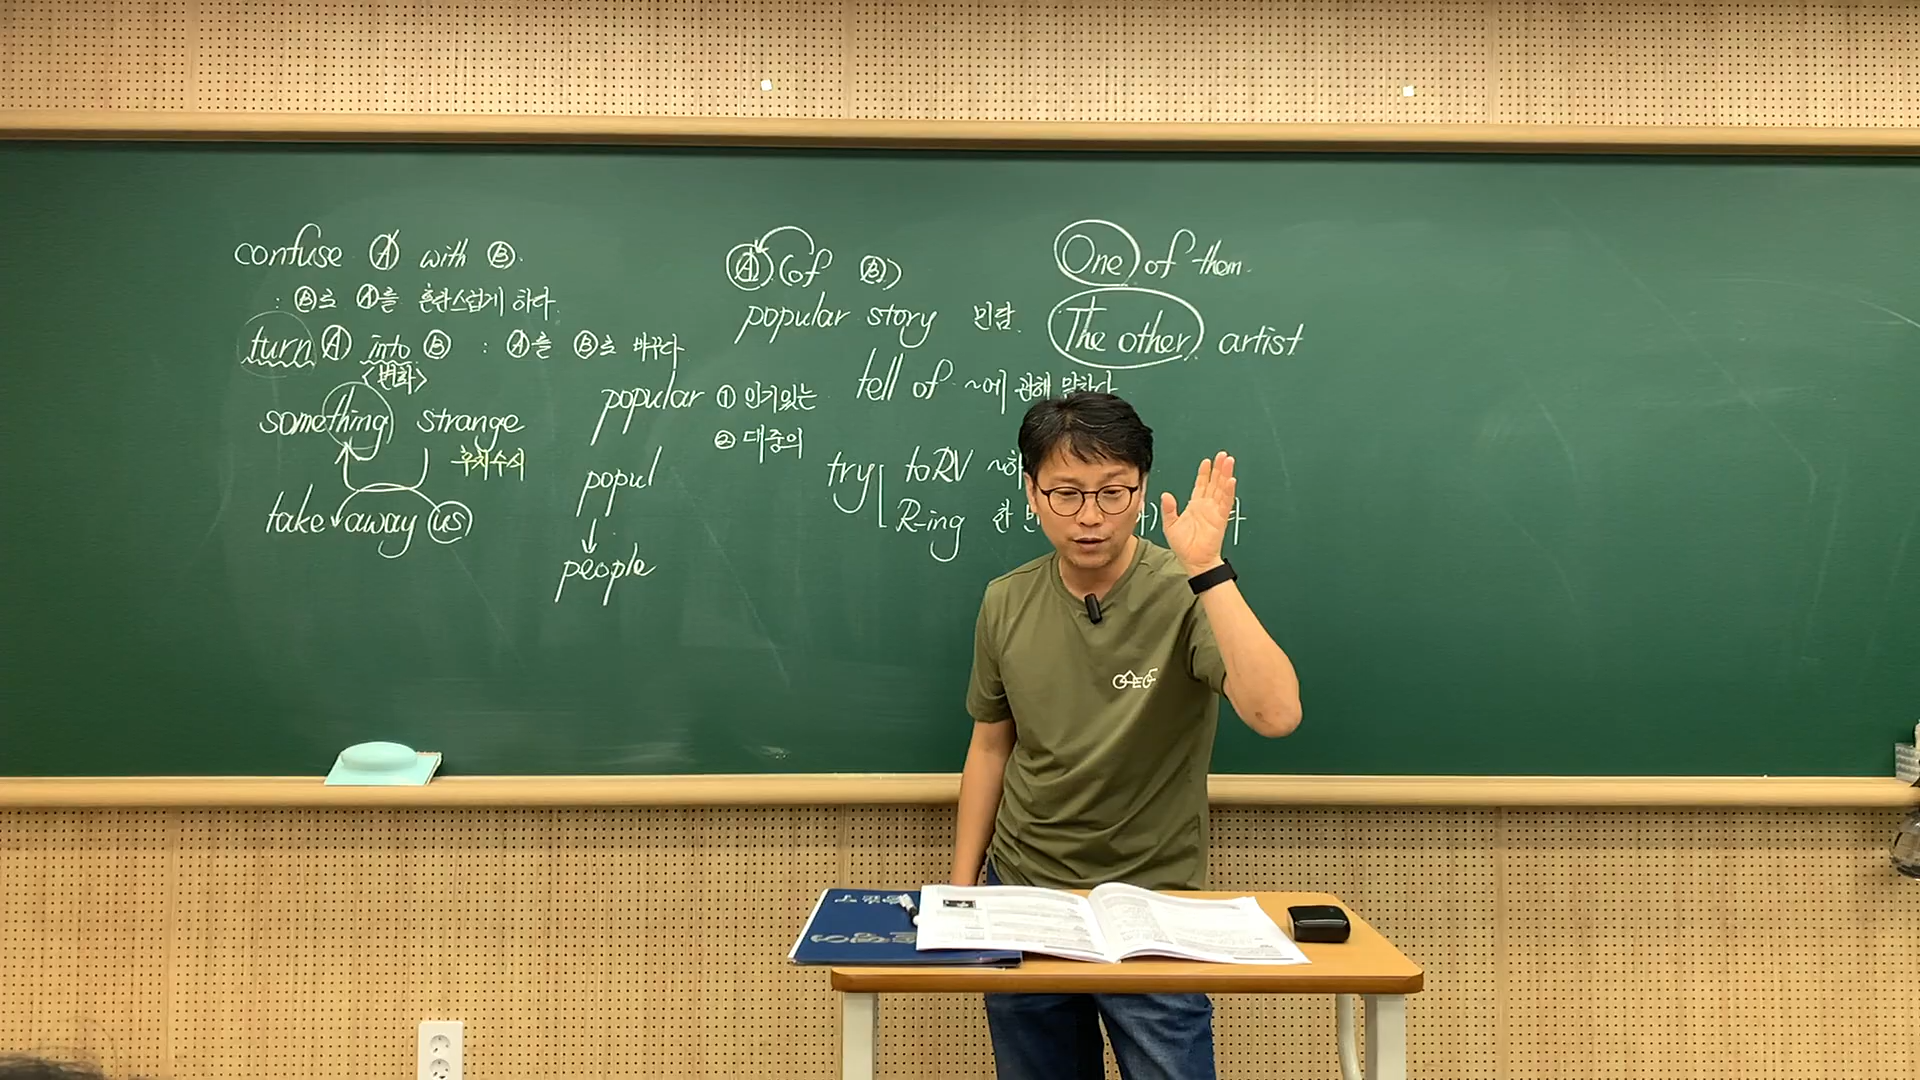 confuse Ⓐ with Ⓑ.
: Ⓑ로 Ⓐ를 혼란스럽게 하다
turn Ⓐ into Ⓑ : Ⓐ를 Ⓑ로 바꾸다
<변화>
something strange
후치수식
take away us
popular ① 인기있는
② 대중의
popul
↓
people
Ⓐ (of Ⓑ)
popular story 민담.
tell of ~에 관해 말하다
try toRV ~하
R-ing 한 번
One of them.
The other artist